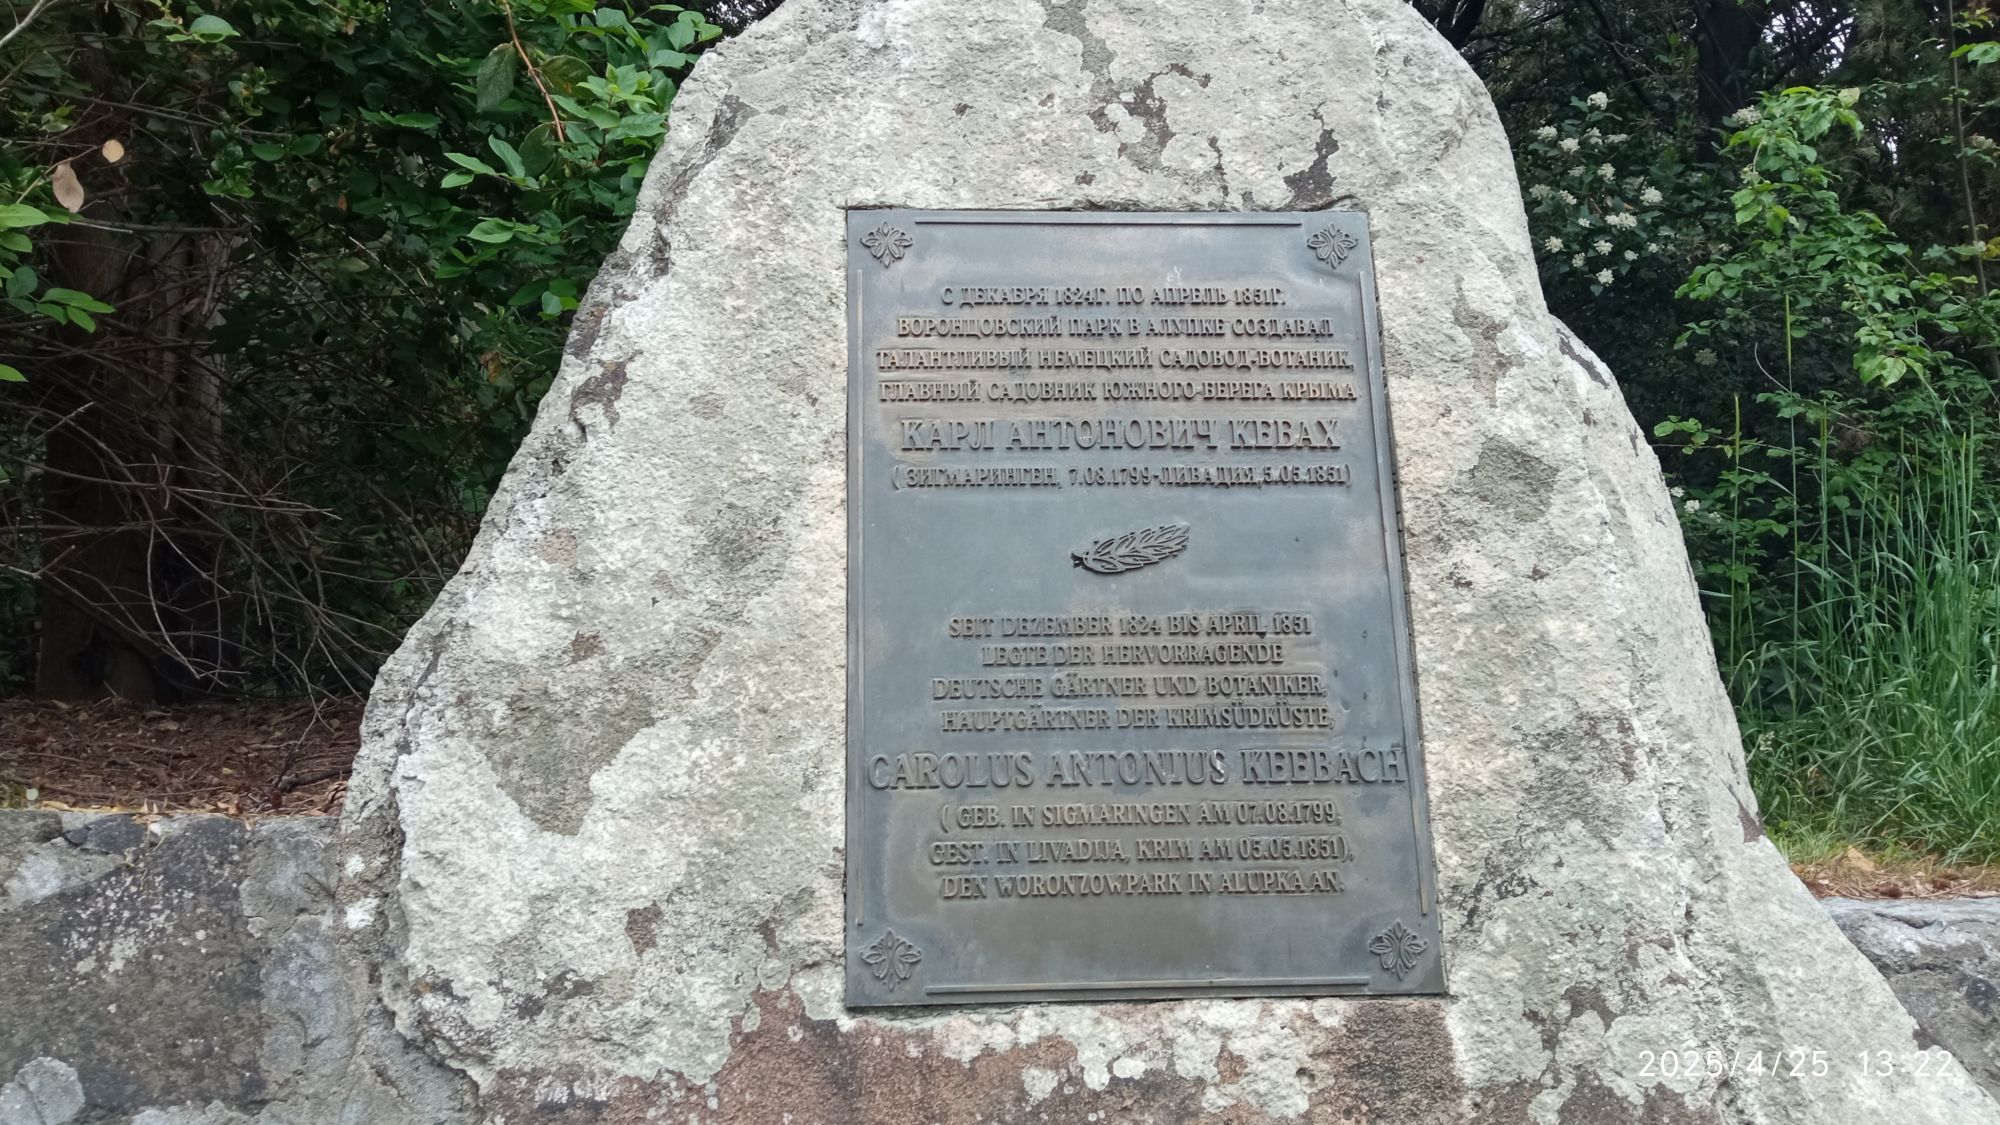 С ДЕКАБРЯ 1824Г. ПО АПРЕЛЬ 1851Г.
ВОРОНЦОВСКИЙ ПАРК В АЛУПКЕ СОЗДАВАЛ
ТАЛАНТЛИВЫЙ НЕМЕЦКИЙ САДОВОД-БОТАНИК,
ГЛАВНЫЙ САДОВНИК ЮЖНОГО-БЕРЕГА КРЫМА
КАРЛ АНТОНОВИЧ КЕБАХ
( ЗИГМАРИНГЕН, 7.08.1799-ЛИВАДИЯ,5.05.1851)
SEIT DEZEMBER 1824 BIS APRIL 1851
LEGTE DER HERVORRAGENDE
DEUTSCHE GÄRTNER UND BOTANIKER,
HAUPTGÄRTNER DER KRIMSÜDKÜSTE,
CAROLUS ANTONIUS KEEBACH
( GEB. IN SIGMARINGEN AM 07.08.1799,
GEST. IN LIVADIJA, KRIM AM 05.05.1851),
DEN WORONZOWPARK IN ALUPKA AN.
2025/4/25 13:22